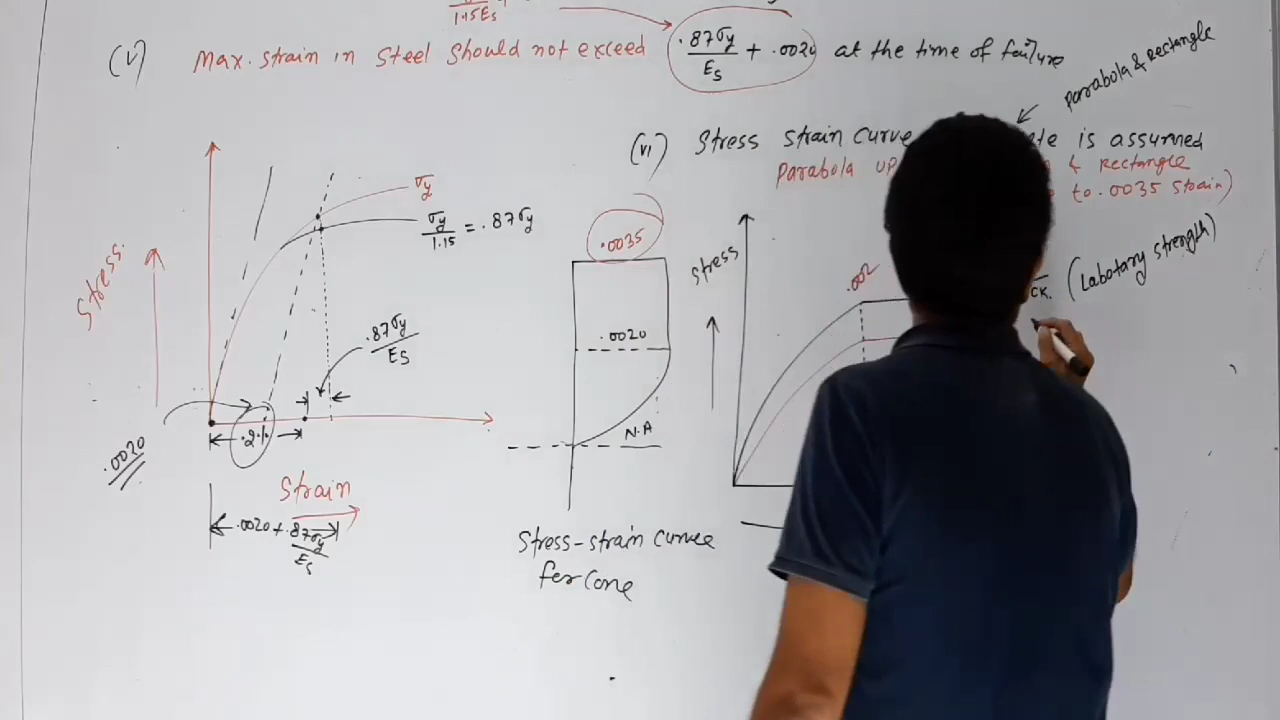 1.15Es
(V) Max. strain in steel should not exceed .87σy/Es + .0020 at the time of failure
Parabola & Rectangle
(VI) Stress strain curve is assumed
Parabola up & Rectangle
to .0035 strain)
σy
σy/1.15 = .87σy
Stress
.87σy/Es
.2%
.0020
Strain
.0020 + .87σy/Es
.0035
.0020
N.A
Stress-strain curve
for Conc
Stress
.002
CK. (Labotary strength)